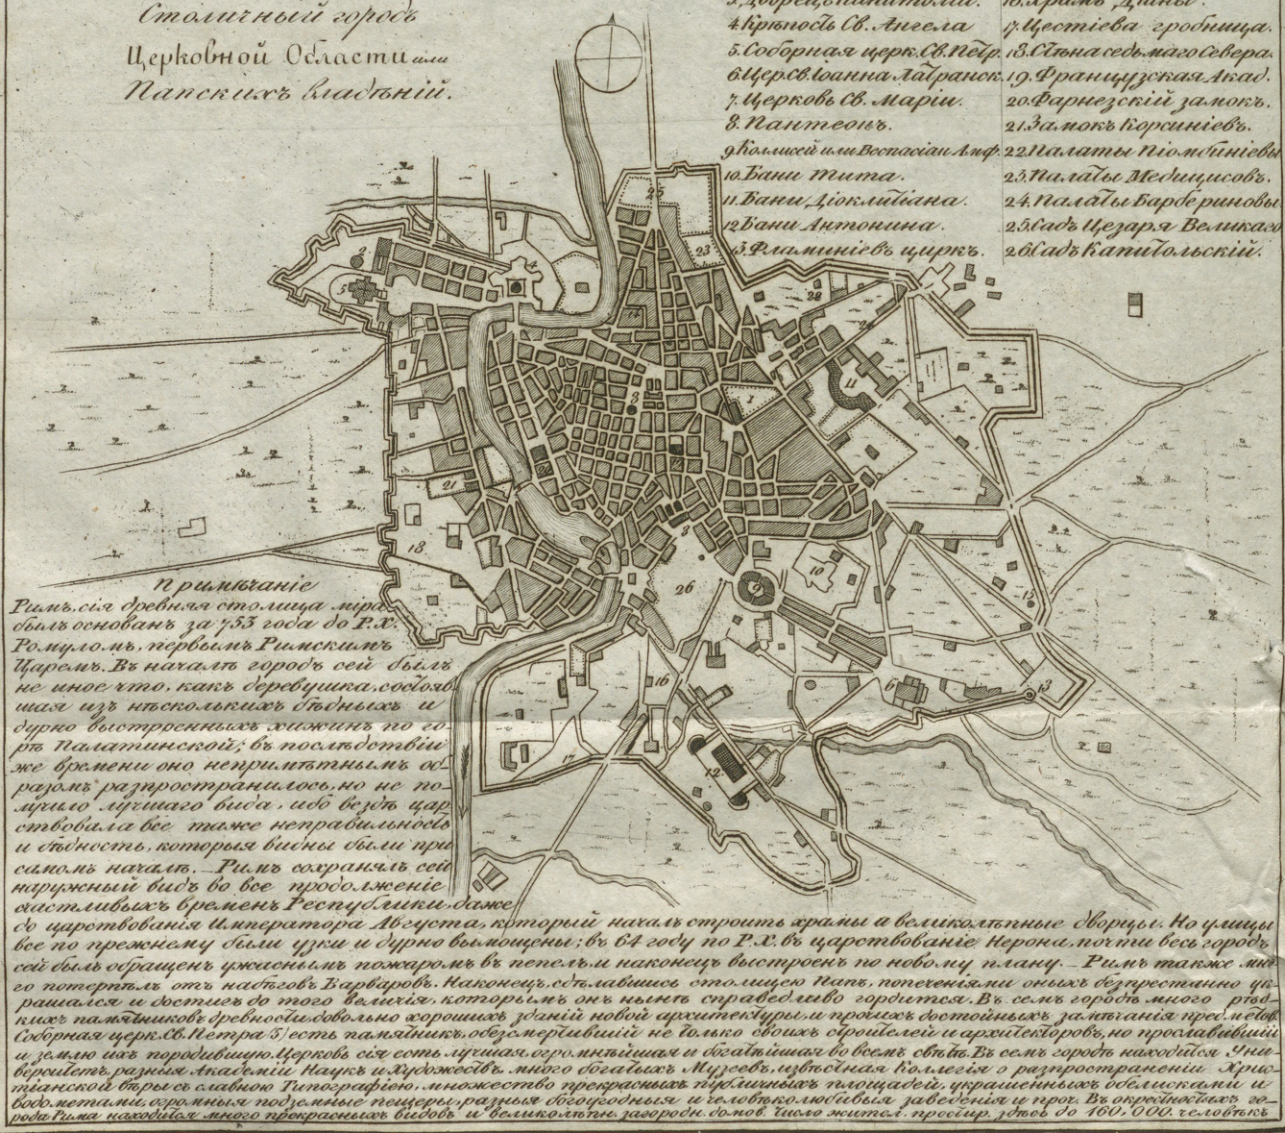 Столичный городъ
Церковной Области или
Папскихъ владѣній.
4. Крѣпость Св. Ангела
5. Соборная церк. Св. Петр.
6. Цер. Св. Іоанна Латранск.
7. Церковь Св. Маріи.
8. Пантеонъ.
9. Коллисей или Веспасіан Амф.
10. Бани Тита.
11. Бани Діоклитіана.
12. Бани Антонина.
13. Фламиніевъ циркъ.
17. Цестіева гробница.
18. Стѣна седьмаго Севера.
19. Французская Акад.
20. Фарнезскій замокъ.
21. Замокъ Корсиніевъ.
22. Палаты Піомбиніевы
23. Палаты Медицисовъ.
24. Палаты Барбериновы
25. Садъ Цезаря Великаго
26. Садъ Капитольскій.
Примѣчаніе
Римъ, сія древняя столица міра
былъ основанъ за 753 года до Р. Х.
Ромуломъ, первымъ Римскимъ
Царемъ. Въ началѣ городъ сей былъ
не иное что, какъ деревушка, состояв
шая изъ нѣсколькихъ бѣдныхъ и
дурно выстроенныхъ хижинъ по го-
рѣ Палатинской; въ послѣдствіи
же времени оно непримѣтнымъ об-
разомъ распространилось, но не по-
лучило лучшаго вида, ибо вездѣ цар
ствовала все таже неправильность
и бѣдность, которыя видны были при
самомъ началѣ. Римъ сохранялъ сей
наружный видъ во все продолженіе
счастливыхъ временъ Республики, даже
до царствованія Императора Августа, который началъ строить храмы и великолѣпные дворцы. Но улицы
все по прежнему были узки и дурно вымощены; въ 64 году по Р. Х. въ царствованіе Нерона, почти весь городъ
сей былъ обращенъ ужаснымъ пожаромъ въ пепелъ и наконецъ выстроенъ по новому плану. Римъ также мно-
го потерпѣлъ отъ набѣговъ Варваровъ. Наконецъ, сдѣлавшись столицею Папъ, попеченіями оныхъ безпрестанно ук-
рашался и достигъ до того величія, которымъ онъ нынѣ справедливо гордится. Въ семъ городѣ много рѣд-
кихъ памятниковъ древности, довольно хорошихъ зданій новой архитектуры и прочихъ достойныхъ замѣчанія предметовъ
Соборная церк. Св. Петра (5) есть памятникъ, обезсмертившій не только своихъ строителей и архитекторовъ, но прославившій
и землю ихъ породившую. Церковь сія есть лучшая, огромнѣйшая и богатѣйшая во всемъ свѣтѣ. Въ семъ городѣ находится Уни-
верситетъ, разныя Академіи Наукъ и Художествъ, много богатыхъ Музеевъ, извѣстная Коллегія о распространеніи Хрис-
тіанской вѣры съ славною Типографіею, множество прекрасныхъ публичныхъ площадей, украшенныхъ обелисками и
водометами, огромныя подземныя пещеры, разныя богоугодныя и человѣколюбивыя заведенія и проч. Въ окрестностяхъ го-
рода Рима находится много прекрасныхъ видовъ и великолѣпн. загородн. домов. Число жител. простир. здѣсь до 160,000. человѣкъ